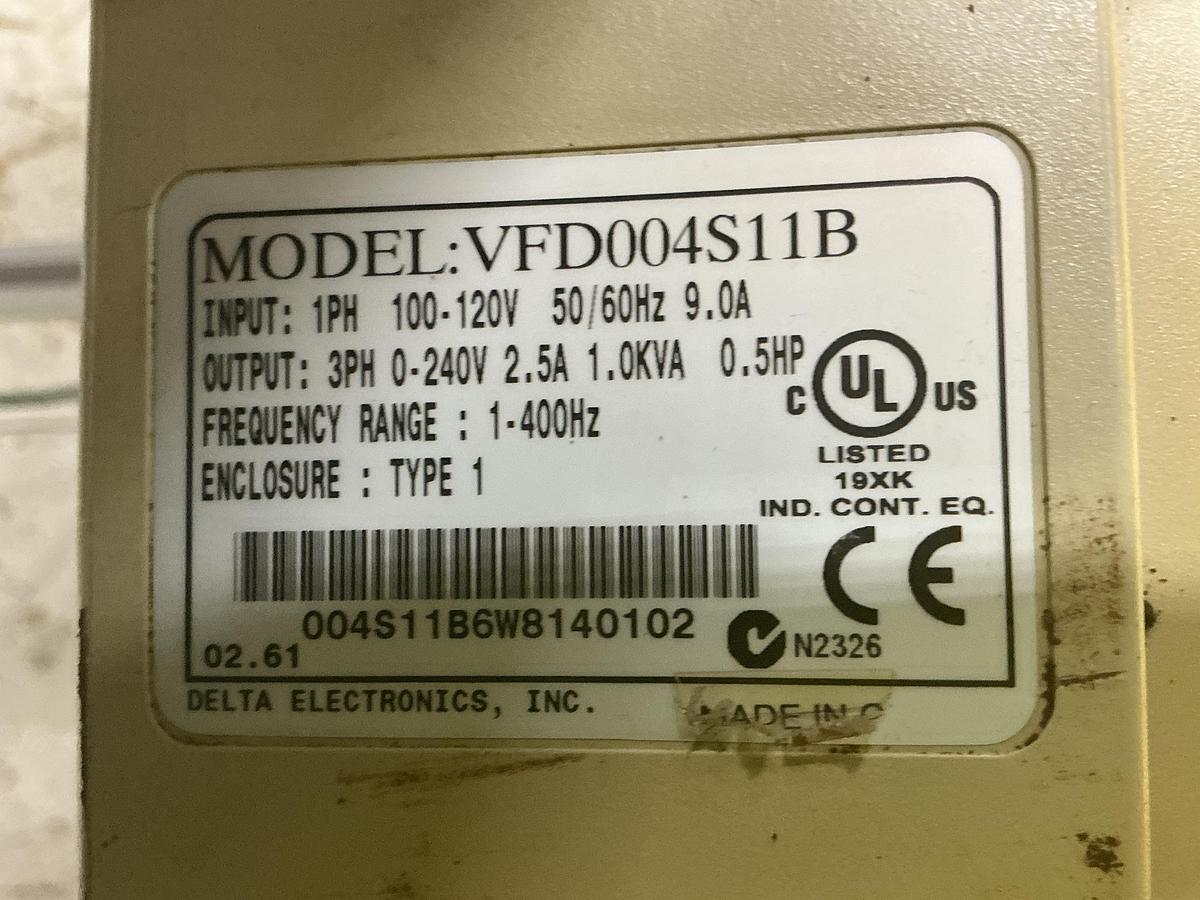 MODEL:VFD004S11B
INPUT: 1PH 100-120V 50/60Hz 9.0A
OUTPUT: 3PH 0-240V 2.5A 1.0KVA 0.5HP
FREQUENCY RANGE : 1-400Hz
ENCLOSURE : TYPE 1
C UL US
LISTED
19XK
IND. CONT. EQ.
CE
004S11B6W8140102
02.61
N2326
DELTA ELECTRONICS, INC.
MADE IN